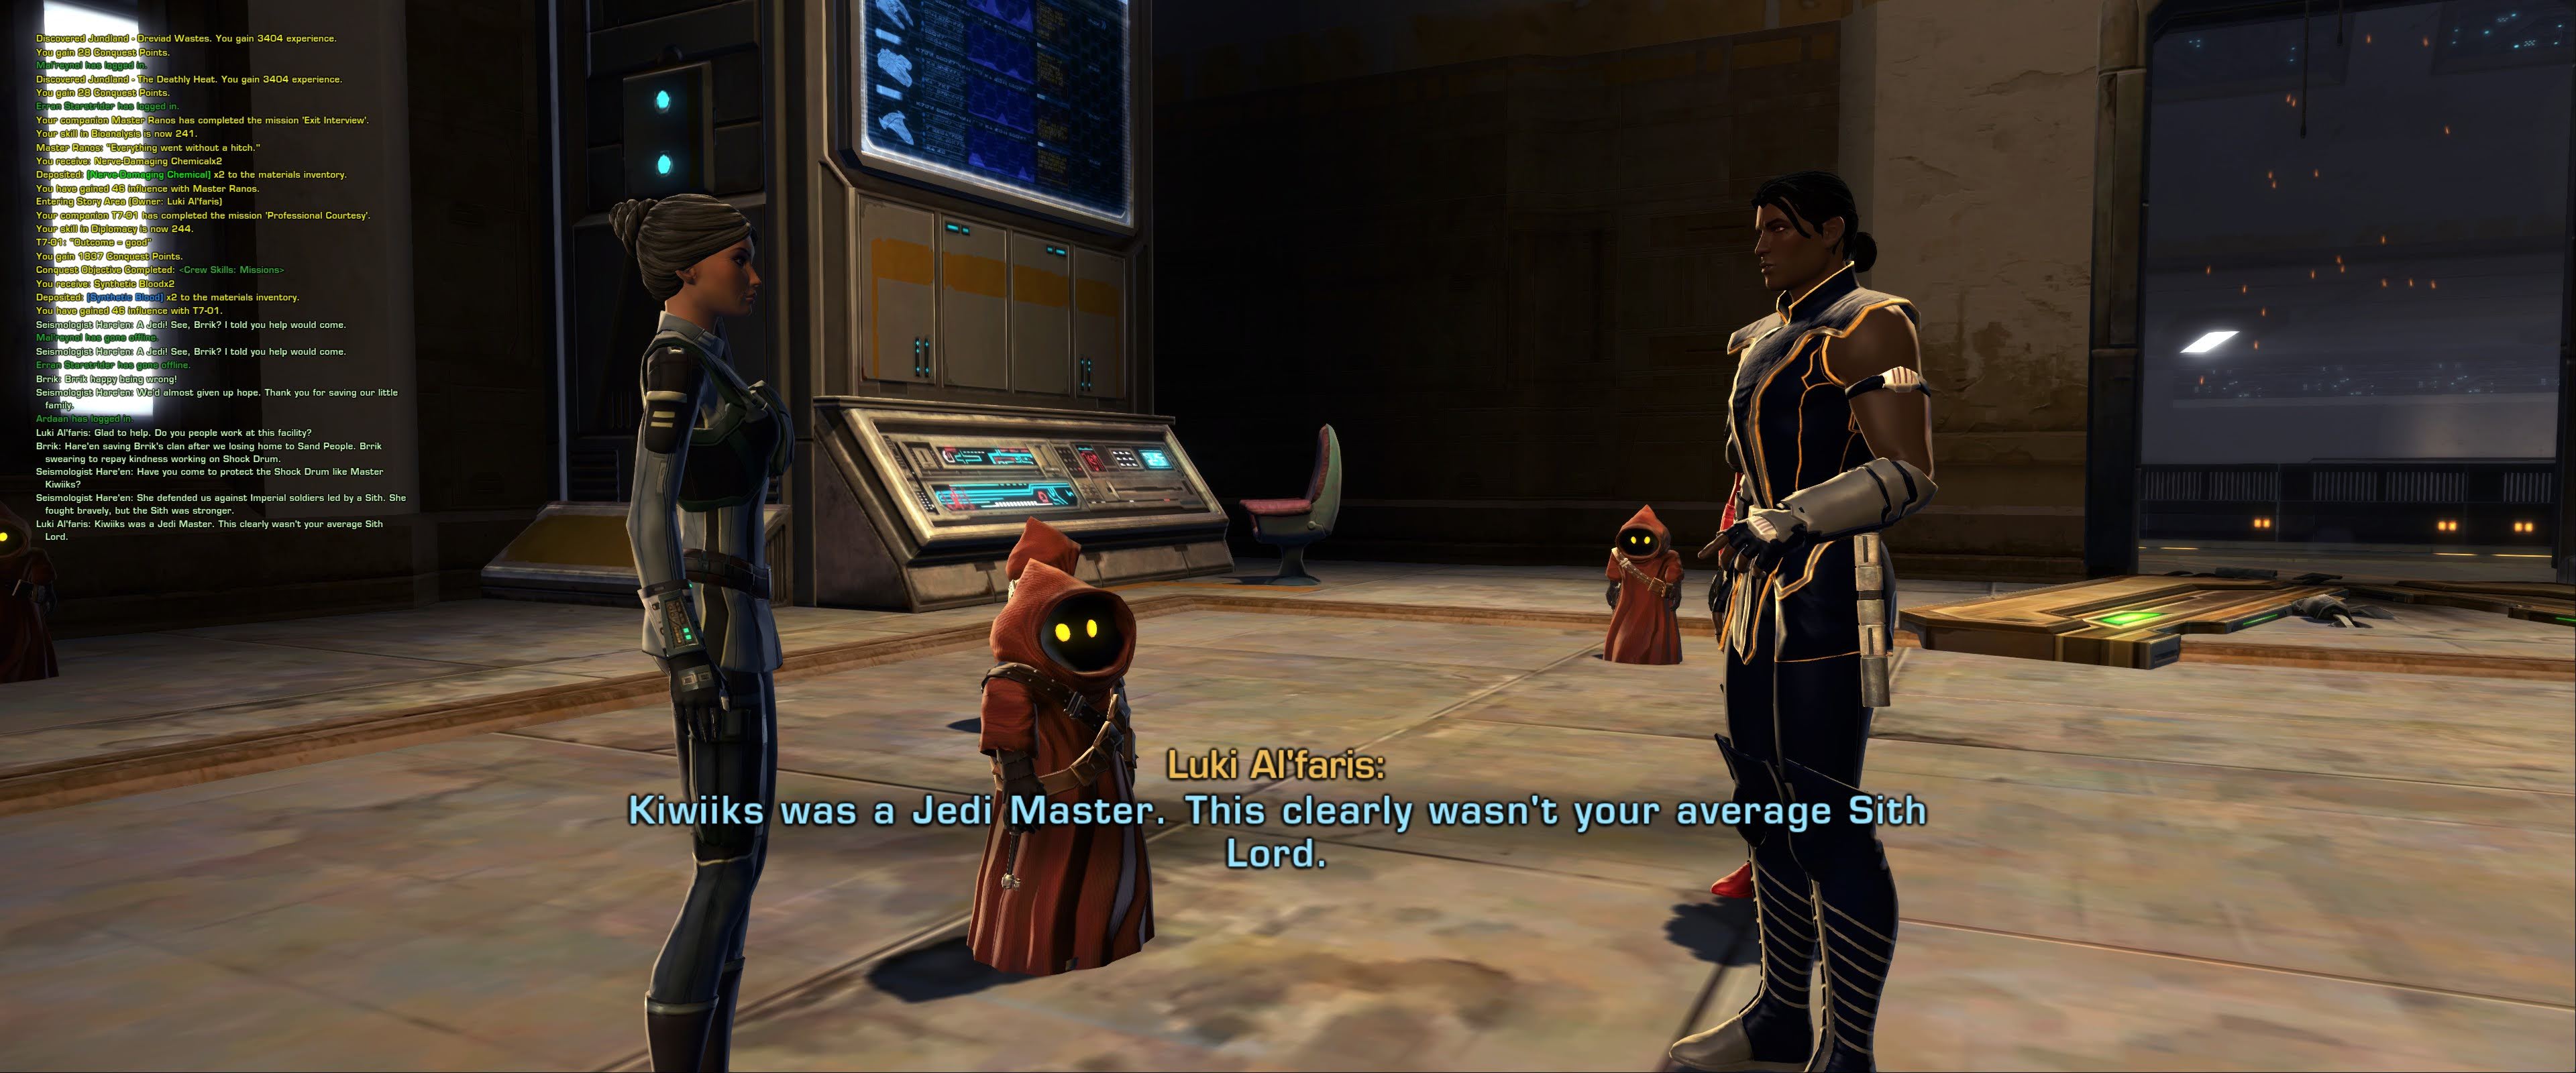 Discovered Jundland - Dreviad Wastes. You gain 3404 experience.
You gain 28 Conquest Points.
Mal'reynol has logged in.
Discovered Jundland - The Deathly Heat. You gain 3404 experience.
You gain 28 Conquest Points.
Erran Starstrider has logged in.
Your companion Master Ranos has completed the mission 'Exit Interview'.
Your skill in Bioanalysis is now 241.
Master Ranos: "Everything went without a hitch."
You receive: Nerve-Damaging Chemicalx2
Deposited: [Nerve-Damaging Chemical] x2 to the materials inventory.
You have gained 46 influence with Master Ranos.
Entering Story Area (Owner: Luki Al'faris)
Your companion T7-01 has completed the mission 'Professional Courtesy'.
Your skill in Diplomacy is now 244.
T7-01: "Outcome = good"
You gain 1637 Conquest Points.
Conquest Objective Completed: <Crew Skills: Missions>
You receive: Synthetic Bloodx2
Deposited: [Synthetic Blood] x2 to the materials inventory.
You have gained 46 influence with T7-01.
Seismologist Hare'en: A Jedi! See, Brrik? I told you help would come.
Mal'reynol has gone offline.
Seismologist Hare'en: A Jedi! See, Brrik? I told you help would come.
Erran Starstrider has gone offline.
Brrik: Brrik happy being wrong!
Seismologist Hare'en: We'd almost given up hope. Thank you for saving our little
family.
Ardaan has logged in.
Luki Al'faris: Glad to help. Do you people work at this facility?
Brrik: Hare'en saving Brrik's clan after we losing home to Sand People. Brrik
swearing to repay kindness working on Shock Drum.
Seismologist Hare'en: Have you come to protect the Shock Drum like Master
Kiwiiks?
Seismologist Hare'en: She defended us against Imperial soldiers led by a Sith. She
fought bravely, but the Sith was stronger.
Luki Al'faris: Kiwiiks was a Jedi Master. This clearly wasn't your average Sith
Lord.
Luki Al'faris:
Kiwiiks was a Jedi Master. This clearly wasn't your average Sith
Lord.